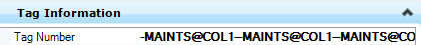 Tag Information
Tag Number -MAINTS@COL1--MAINTS@COL1--MAINTS@CO